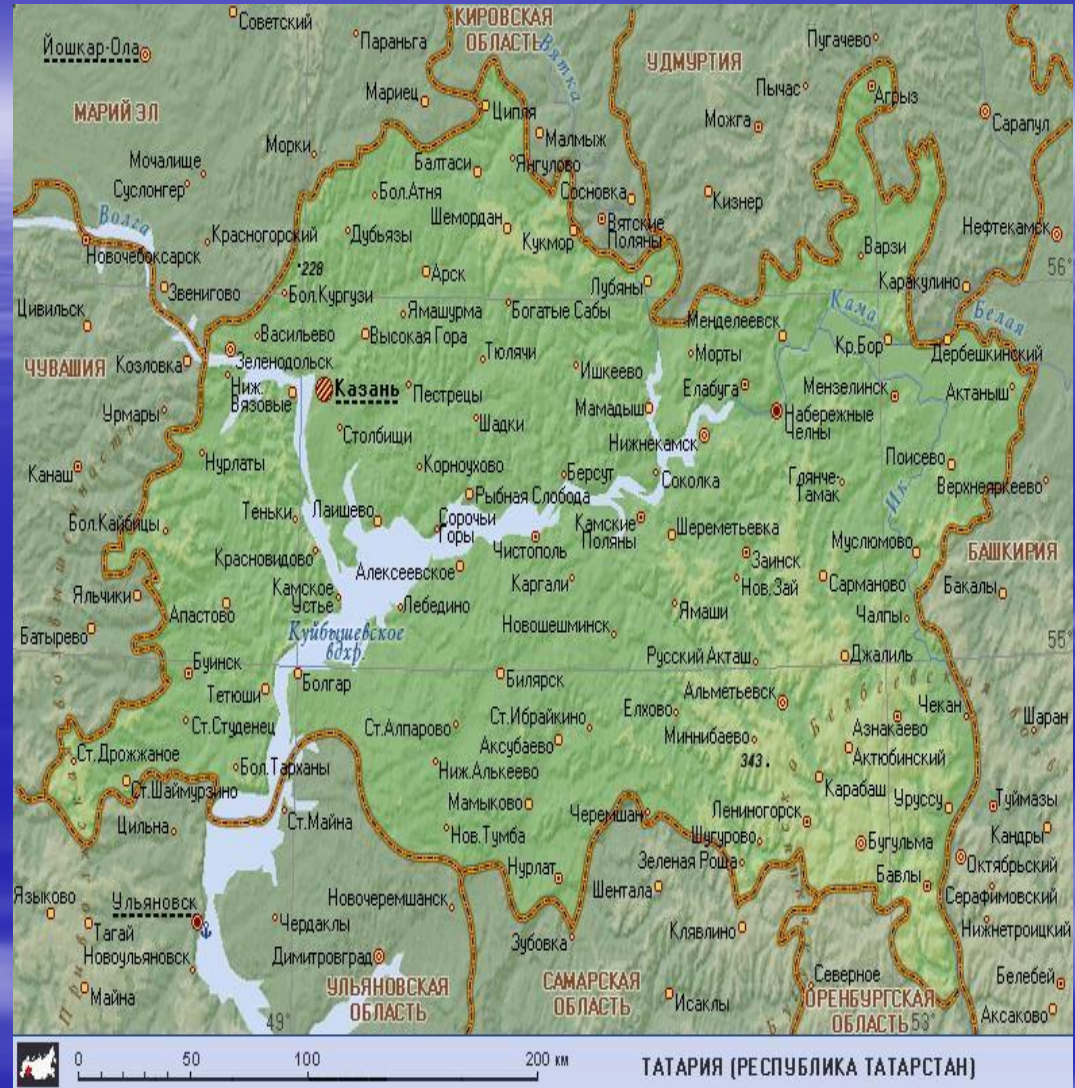 Советский
КИРОВСКАЯ
ОБЛАСТЬ
Вятка
Параньга
Пугачево
Йошкар-Ола
УДМУРТИЯ
Пычас
Агрыз
Мариец
Ципля
МАРИЙ ЭЛ
Можга
Сарапул
Малмыж
Морки
Мочалище
Балтаси
Янгулово
Суслонгер
Бол.Атня
Сосновка
Кизнер
Волга
Шемордан
Вятские
Поляны
Красногорский
Дубьязы
Кукмор
Нефтекамск
Новочебоксарск
Варзи
228
Арск
56°
Звенигово
Бол.Кургузи
Лубяны
Каракулино
Цивильск
Ямашурма
Богатые Сабы
Кама
Белая
Васильево
Высокая Гора
Менделеевск
Кр.Бор
Дербешкинский
ЧУВАШИЯ
Козловка
Зеленодольск
Тюлячи
Морты
Ишкеево
Ниж.
Вязовые
Казань
Пестрецы
Елабуга
Мензелинск
Актаныш
Урмары
Мамадыш
Набережные
Челны
Шадки
Столбищи
Нижнекамск
Канаш
Нурлаты
Корноухово
Берсут
Соколка
Глянче-
Тамак
Поисево
Верхнеяркеево
Ик
Рыбная Слобода
Бол.Кайбицы
Теньки
Лаишево
Сорочьи
Горы
Камские
Поляны
Шереметьевка
Чистополь
Муслюмово
БАШКИРИЯ
Красновидово
Заинск
Алексеевское
Каргали
Нов.Зай
Сарманово
Бакалы
Яльчики
Апастово
Камское
Устье
Лебедино
Ямаши
Чалпы
Батырево
Куйбышевское
вдхр.
Новошешминск
55°
Буинск
Русский Акташ
Джалиль
Тетюши
Болгар
Билярск
Альметьевск
Бугульминско-Белебеевская
Чекан
Ст.Студенец
Ст.Алпарово
Ст.Ибрайкино
Елхово
Азнакаево
Шаран
Аксубаево
Миннибаево
Ст.Дрожжаное
Актюбинский
343
Бол.Тарханы
Ниж.Алькеево
Ст.Шаймурзино
Карабаш
Мамыково
Уруссу
Туймазы
Ст.Майна
Черемшан
Лениногорск
Цильна
Нов.Тумба
Шугурово
Кандры
Бугульма
Зеленая Роща
Октябрьский
Нурлат
Бавлы
Шентала
Серафимовский
Языково
Ульяновск
Новочеремшанск
Тагай
Чердаклы
Клявлино
Нижнетроицкий
Зубовка
Новоульяновск
Димитровград
Северное
Белебей
Майна
УЛЬЯНОВСКАЯ
ОБЛАСТЬ
САМАРСКАЯ
ОБЛАСТЬ
Исаклы
ОРЕНБУРГСКАЯ
ОБЛАСТЬ
Аксаково
49°
53°
0 50 100 200 км
ТАТАРИЯ (РЕСПУБЛИКА ТАТАРСТАН)